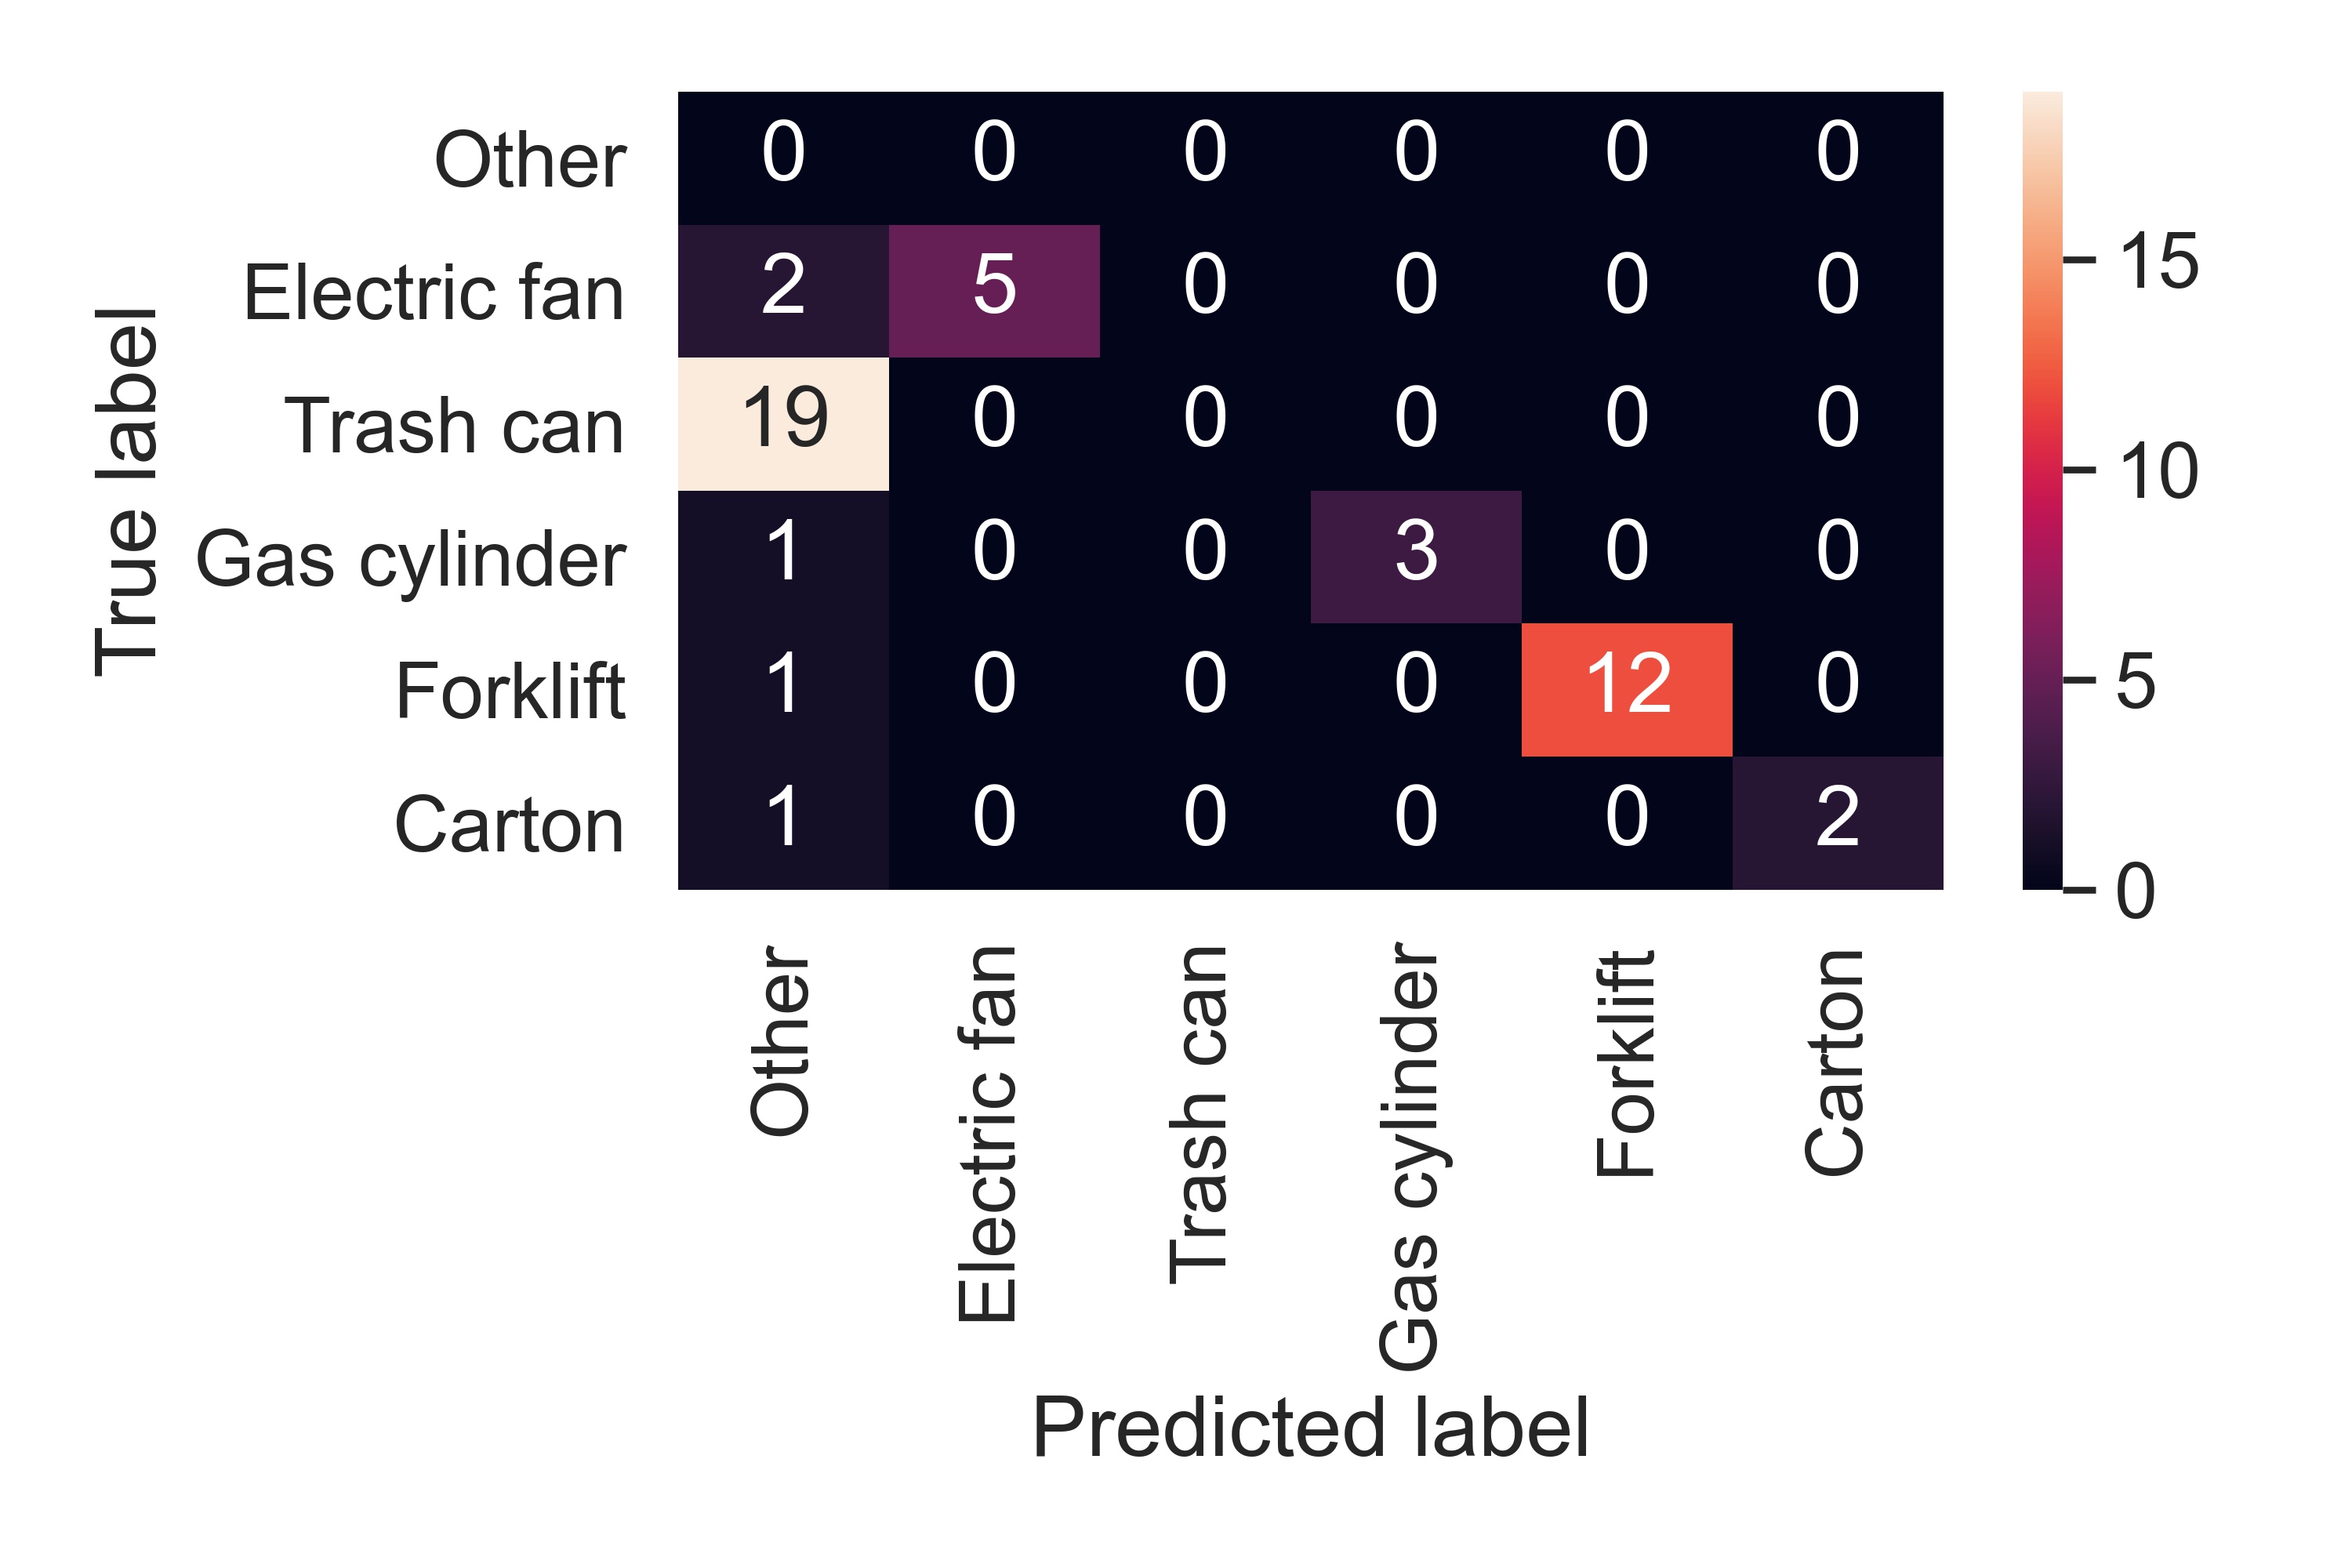 True label
Other 0 0 0 0 0 0
Electric fan 2 5 0 0 0 0
Trash can 19 0 0 0 0 0
Gas cylinder 1 0 0 3 0 0
Forklift 1 0 0 0 12 0
Carton 1 0 0 0 0 2
15
10
5
0
Other
Electric fan
Trash can
Gas cylinder
Forklift
Carton
Predicted label